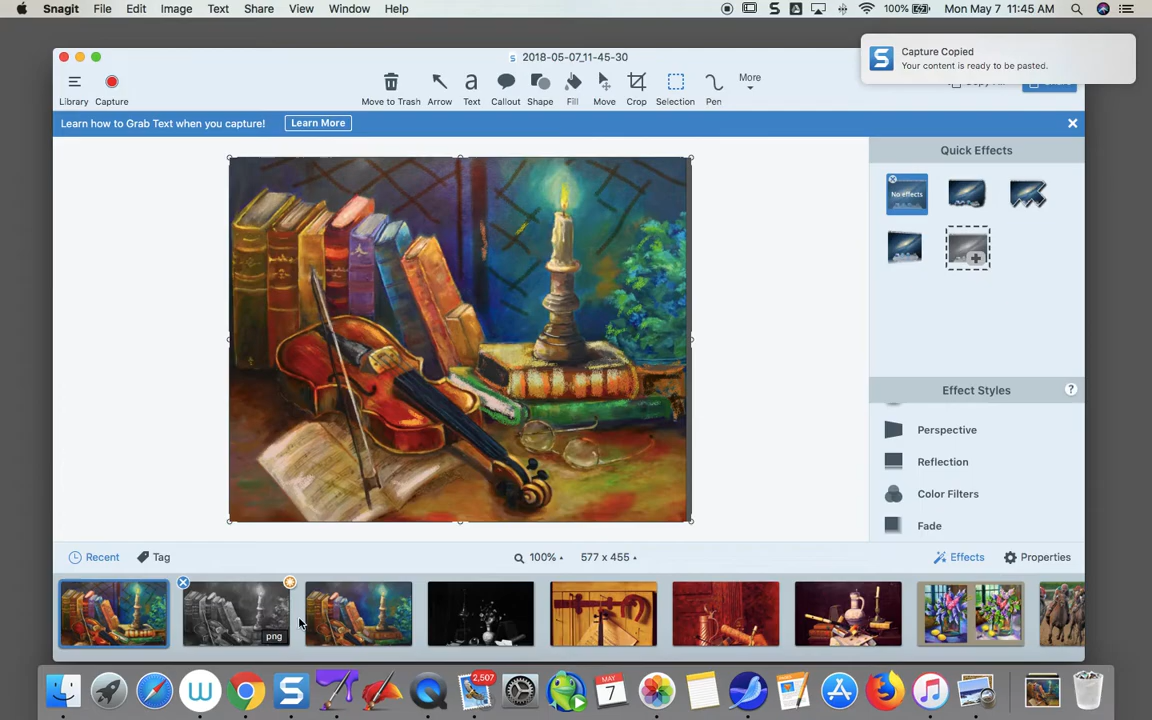 Snagit File Edit Image Text Share View Window Help 100% Mon May 7 11:45 AM
2018-05-07_11-45-30
Capture Copied
Your content is ready to be pasted.
Library Capture Move to Trash Arrow Text Callout Shape Fill Move Crop Selection Pen More
Learn how to Grab Text when you capture! Learn More
Quick Effects
No effects
Effect Styles ?
Perspective
Reflection
Color Filters
Fade
Recent Tag 100% 577 x 455 Effects Properties
png
2,507
MAY
7